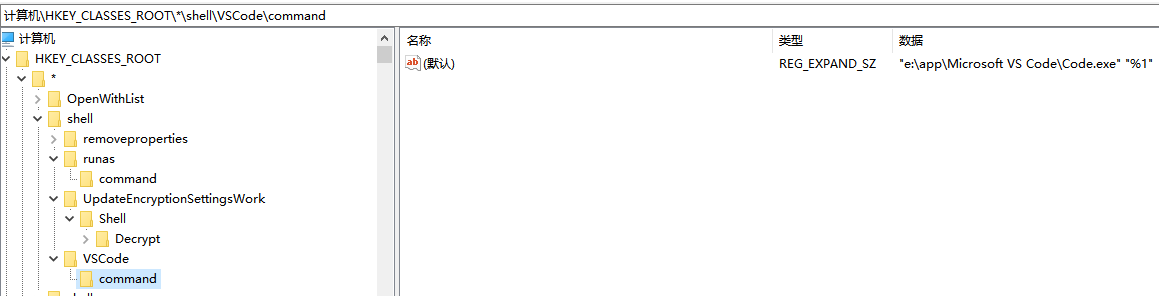 计算机\HKEY_CLASSES_ROOT\*\shell\VSCode\command
计算机
HKEY_CLASSES_ROOT
*
OpenWithList
shell
removeproperties
runas
command
UpdateEncryptionSettingsWork
Shell
Decrypt
VSCode
command
名称 类型 数据
ab (默认) REG_EXPAND_SZ "e:\app\Microsoft VS Code\Code.exe" "%1"